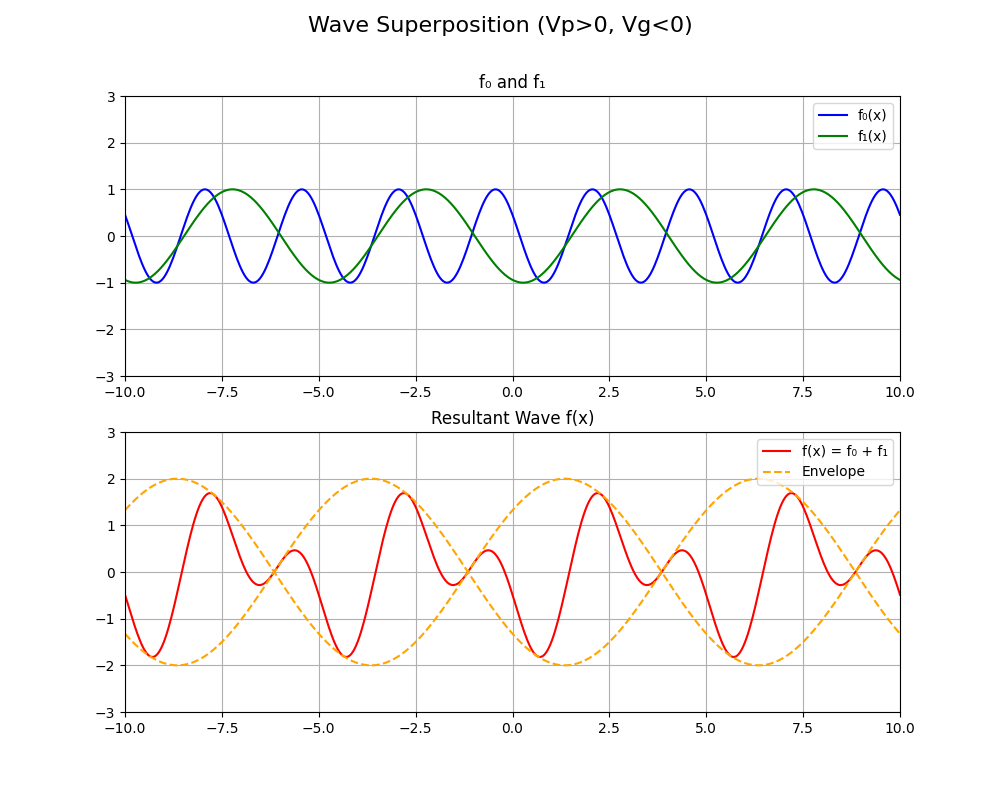 Wave Superposition (Vp>0, Vg<0)
f₀ and f₁
3
2
1
0
−1
−2
−3
−10.0 −7.5 −5.0 −2.5 0.0 2.5 5.0 7.5 10.0
f₀(x)
f₁(x)
Resultant Wave f(x)
3
2
1
0
−1
−2
−3
−10.0 −7.5 −5.0 −2.5 0.0 2.5 5.0 7.5 10.0
f(x) = f₀ + f₁
Envelope